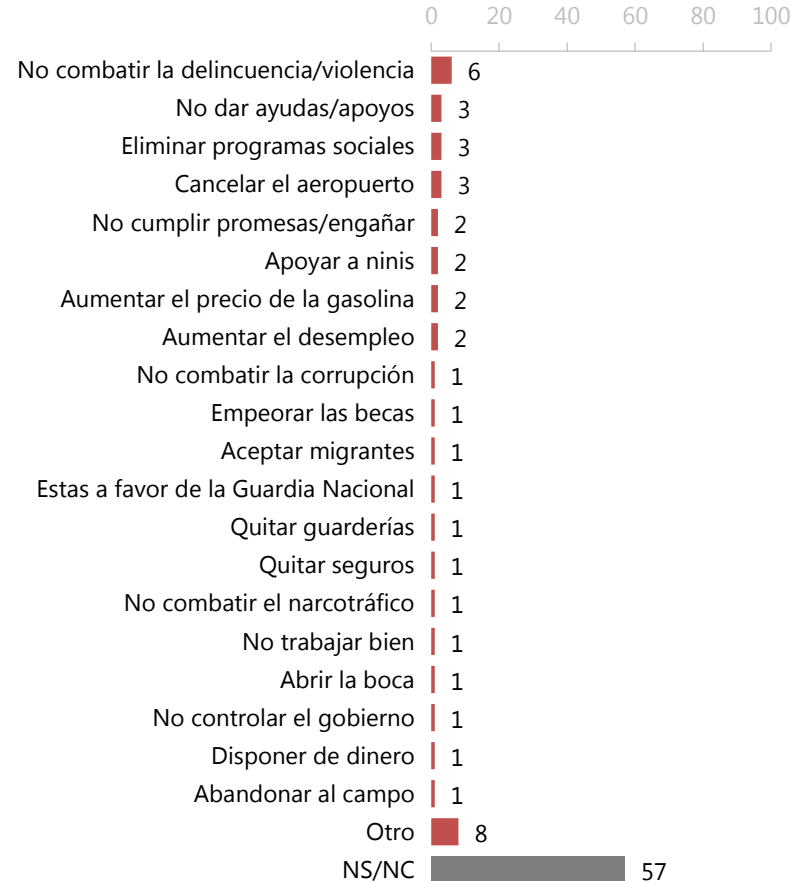 0 20 40 60 80 100
No combatir la delincuencia/violencia 6
No dar ayudas/apoyos 3
Eliminar programas sociales 3
Cancelar el aeropuerto 3
No cumplir promesas/engañar 2
Apoyar a ninis 2
Aumentar el precio de la gasolina 2
Aumentar el desempleo 2
No combatir la corrupción 1
Empeorar las becas 1
Aceptar migrantes 1
Estas a favor de la Guardia Nacional 1
Quitar guarderías 1
Quitar seguros 1
No combatir el narcotráfico 1
No trabajar bien 1
Abrir la boca 1
No controlar el gobierno 1
Disponer de dinero 1
Abandonar al campo 1
Otro 8
NS/NC 57